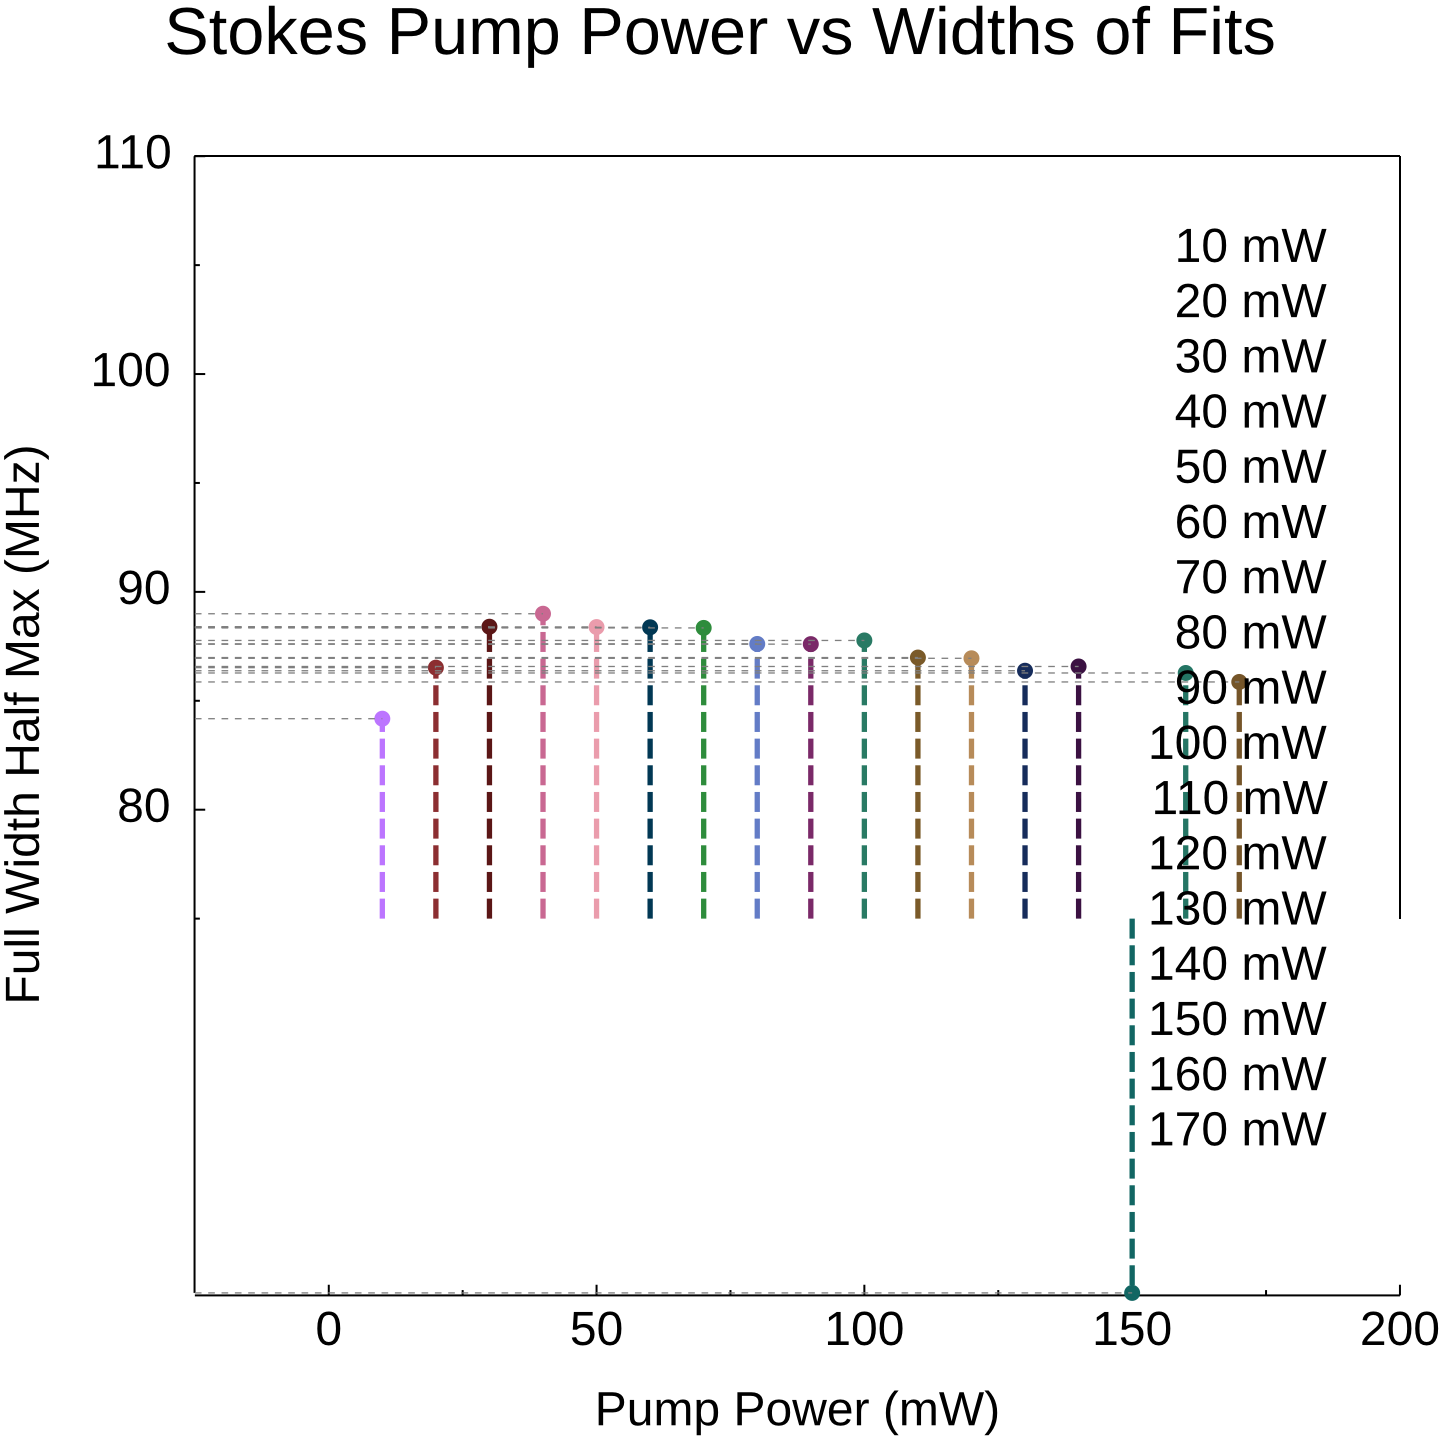 Stokes Pump Power vs Widths of Fits
110
100
90
80
Full Width Half Max (MHz)
10 mW
20 mW
30 mW
40 mW
50 mW
60 mW
70 mW
80 mW
90 mW
100 mW
110 mW
120 mW
130 mW
140 mW
150 mW
160 mW
170 mW
0 50 100 150 200
Pump Power (mW)